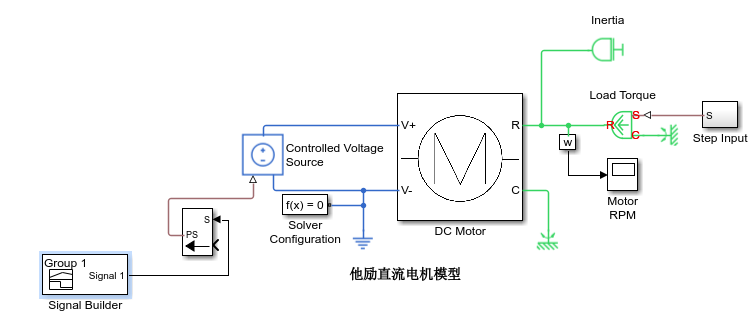 Inertia
Load Torque
S
R
C
S
Step Input
V+
R
Controlled Voltage
Source
w
V-
C
f(x) = 0
Solver
Configuration
Motor
RPM
DC Motor
S
PS
Group 1
Signal 1
Signal Builder
他励直流电机模型